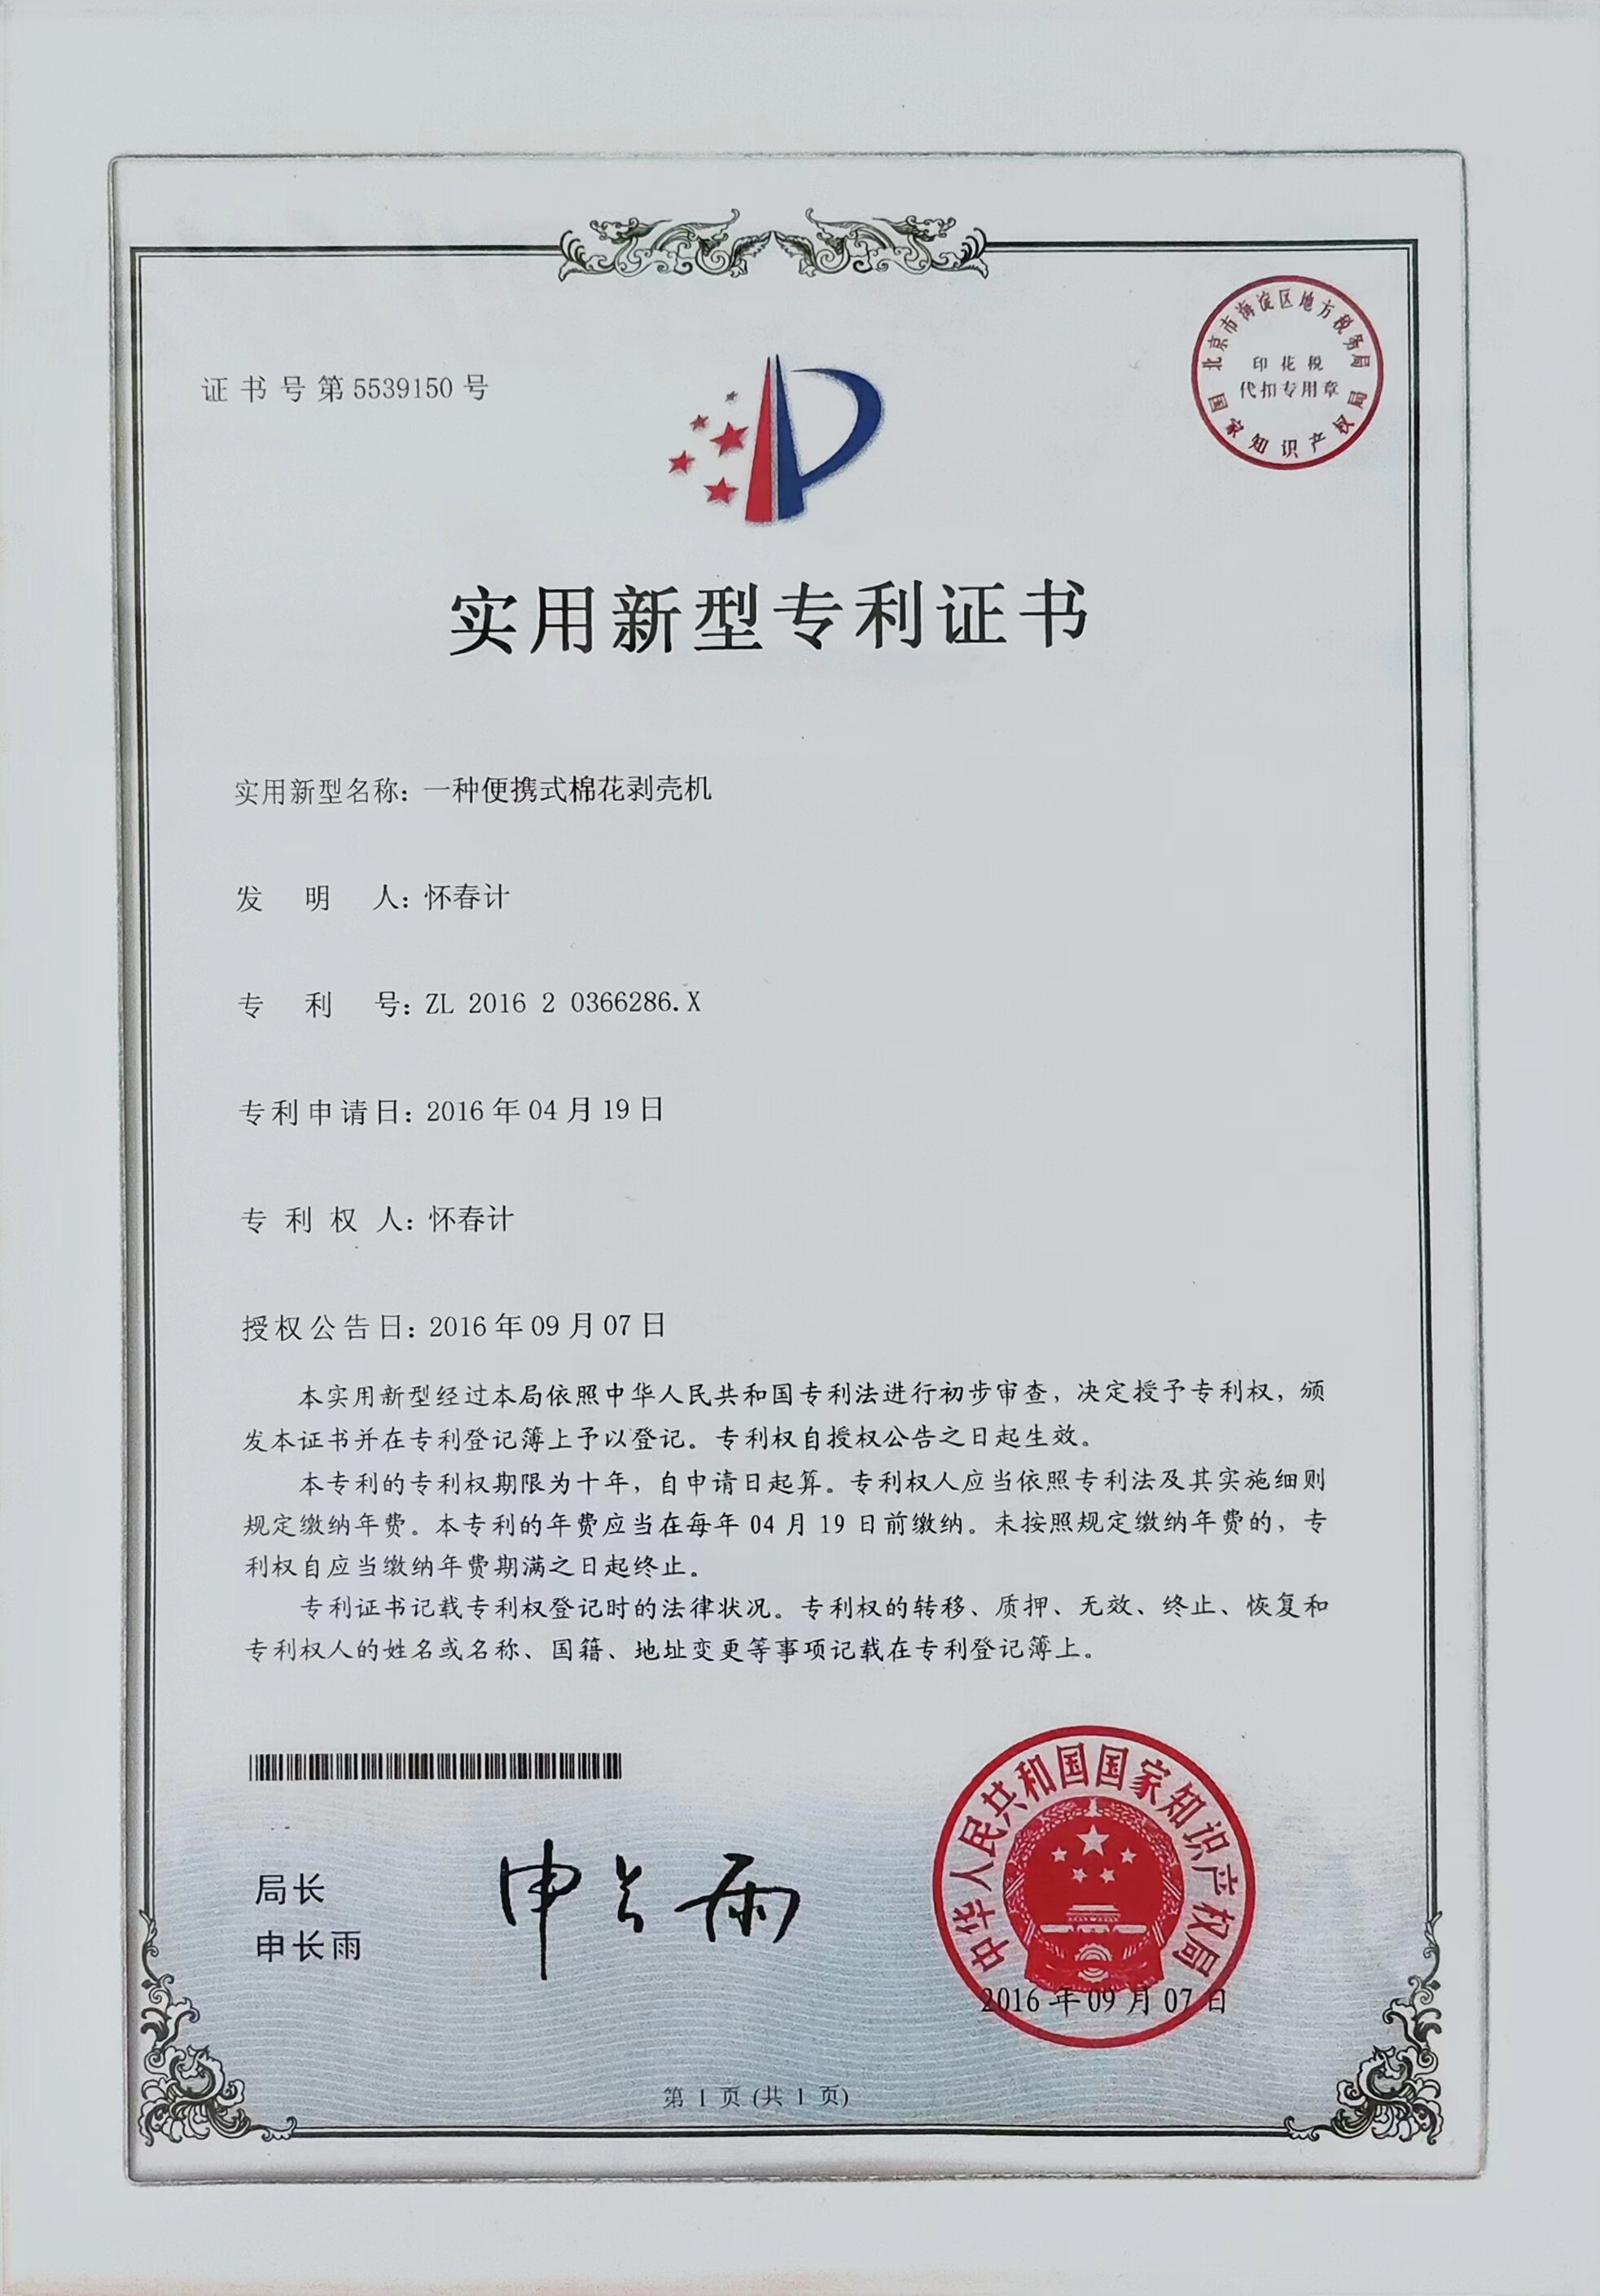 证书号第5539150号
北京市海淀区地方税务局
印花税
代扣专用章
国家知识产权局
实用新型专利证书
实用新型名称：一种便携式棉花剥壳机
发明人：怀春计
专利号：ZL 2016 2 0366286.X
专利申请日：2016年04月19日
专利权人：怀春计
授权公告日：2016年09月07日
本实用新型经过本局依照中华人民共和国专利法进行初步审查，决定授予专利权，颁
发本证书并在专利登记簿上予以登记。专利权自授权公告之日起生效。
本专利的专利权期限为十年，自申请日起算。专利权人应当依照专利法及其实施细则
规定缴纳年费。本专利的年费应当在每年04月19日前缴纳。未按照规定缴纳年费的，专
利权自应当缴纳年费期满之日起终止。
专利证书记载专利权登记时的法律状况。专利权的转移、质押、无效、终止、恢复和
专利权人的姓名或名称、国籍、地址变更等事项记载在专利登记簿上。
局长
申长雨
申长雨
中华人民共和国国家知识产权局
2016年09月07日
第1页(共1页)